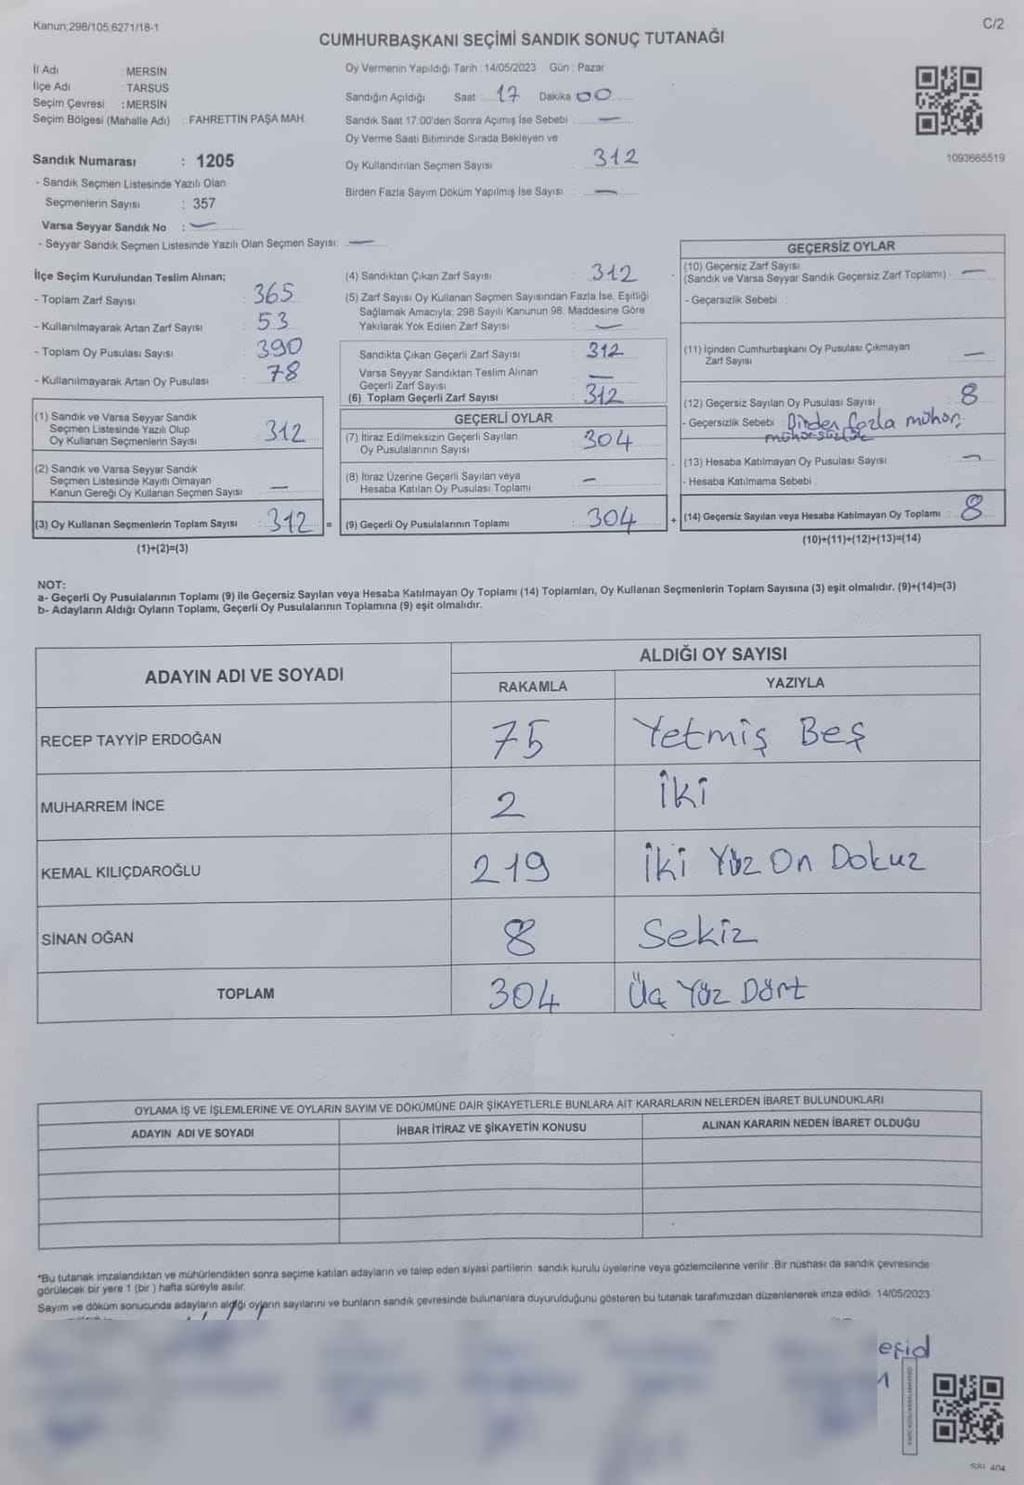 Kanun:298/105,6271/18-1
C/2
CUMHURBAŞKANI SEÇİMİ SANDIK SONUÇ TUTANAĞI
İl Adı MERSİN
İlçe Adı TARSUS
Seçim Çevresi : MERSİN
Seçim Bölgesi (Mahalle Adı) FAHRETTİN PAŞA MAH.
Sandık Numarası : 1205
- Sandık Seçmen Listesinde Yazılı Olan
Seçmenlerin Sayısı : 357
Varsa Seyyar Sandık No : —
- Seyyar Sandık Seçmen Listesinde Yazılı Olan Seçmen Sayısı: —
Oy Vermenin Yapıldığı Tarih : 14/05/2023 Gün : Pazar
Sandığın Açıldığı Saat 17 Dakika 00
Sandık Saat 17:00'den Sonra Açımış İse Sebebi —
Oy Verme Saati Bitiminde Sırada Bekleyen ve
Oy Kullandırılan Seçmen Sayısı 312
Birden Fazla Sayım Döküm Yapılmış İse Sayısı —
1093665519
İlçe Seçim Kurulundan Teslim Alınan;
- Toplam Zarf Sayısı 365
- Kullanılmayarak Artan Zarf Sayısı 53
- Toplam Oy Pusulası Sayısı 390
- Kullanılmayarak Artan Oy Pusulası 78
(1) Sandık ve Varsa Seyyar Sandık
Seçmen Listesinde Yazılı Olup
Oy Kullanan Seçmenlerin Sayısı 312
(2) Sandık ve Varsa Seyyar Sandık
Seçmen Listesinde Kayıtlı Olmayan
Kanun Gereği Oy Kullanan Seçmen Sayısı —
(3) Oy Kullanan Seçmenlerin Toplam Sayısı : 312 =
(1)+(2)=(3)
(4) Sandıktan Çıkan Zarf Sayısı 312
(5) Zarf Sayısı Oy Kullanan Seçmen Sayısından Fazla İse, Eşitliği
Sağlamak Amacıyla; 298 Sayılı Kanunun 98. Maddesine Göre
Yakılarak Yok Edilen Zarf Sayısı —
Sandıkta Çıkan Geçerli Zarf Sayısı 312
Varsa Seyyar Sandıktan Teslim Alınan
Geçerli Zarf Sayısı —
(6) Toplam Geçerli Zarf Sayısı 312
GEÇERLİ OYLAR
(7) İtiraz Edilmeksizin Geçerli Sayılan
Oy Pusulalarının Sayısı 304
(8) İtiraz Üzerine Geçerli Sayılan veya
Hesaba Katılan Oy Pusulası Toplamı —
(9) Geçerli Oy Pusulalarının Toplamı : 304 +
GEÇERSİZ OYLAR
(10) Geçersiz Zarf Sayısı
(Sandık ve Varsa Seyyar Sandık Geçersiz Zarf Toplamı) —
- Geçersizlik Sebebi :
(11) İçinden Cumhurbaşkanı Oy Pusulası Çıkmayan
Zarf Sayısı —
(12) Geçersiz Sayılan Oy Pusulası Sayısı 8
- Geçersizlik Sebebi Birden fazla mühür,
(13) Hesaba Katılmayan Oy Pusulası Sayısı —
- Hesaba Katılmama Sebebi
(14) Geçersiz Sayılan veya Hesaba Katılmayan Oy Toplamı 8
(10)+(11)+(12)+(13)=(14)
NOT:
a- Geçerli Oy Pusulalarının Toplamı (9) ile Geçersiz Sayılan veya Hesaba Katılmayan Oy Toplamı (14) Toplamları, Oy Kullanan Seçmenlerin Toplam Sayısına (3) eşit olmalıdır. (9)+(14)=(3)
b- Adayların Aldığı Oyların Toplamı, Geçerli Oy Pusulalarının Toplamına (9) eşit olmalıdır.
ADAYIN ADI VE SOYADI
ALDIĞI OY SAYISI
RAKAMLA YAZIYLA
RECEP TAYYİP ERDOĞAN 75 Yetmiş Beş
MUHARREM İNCE 2 İki
KEMAL KILIÇDAROĞLU 219 İki Yüz On Dokuz
SİNAN OĞAN 8 Sekiz
TOPLAM 304 Üç Yüz Dört
OYLAMA İŞ VE İŞLEMLERİNE VE OYLARIN SAYIM VE DÖKÜMÜNE DAİR ŞİKAYETLERLE BUNLARA AİT KARARLARIN NELERDEN İBARET BULUNDUKLARI
ADAYIN ADI VE SOYADI İHBAR İTİRAZ VE ŞİKAYETİN KONUSU ALINAN KARARIN NEDEN İBARET OLDUĞU
*Bu tutanak imzalandıktan ve mühürlendikten sonra seçime katılan adayların ve talep eden siyasi partilerin sandık kurulu üyelerine veya gözlemcilerine verilir. Bir nüshası da sandık çevresinde
görülecek bir yere 1 (bir ) hafta süreyle asılır.
Sayım ve döküm sonucunda adayların aldığı oyların sayılarını ve bunların sandık çevresinde bulunanlara duyurulduğunu gösteren bu tutanak tarafımızdan düzenlenerek imza edildi. 14/05/2023